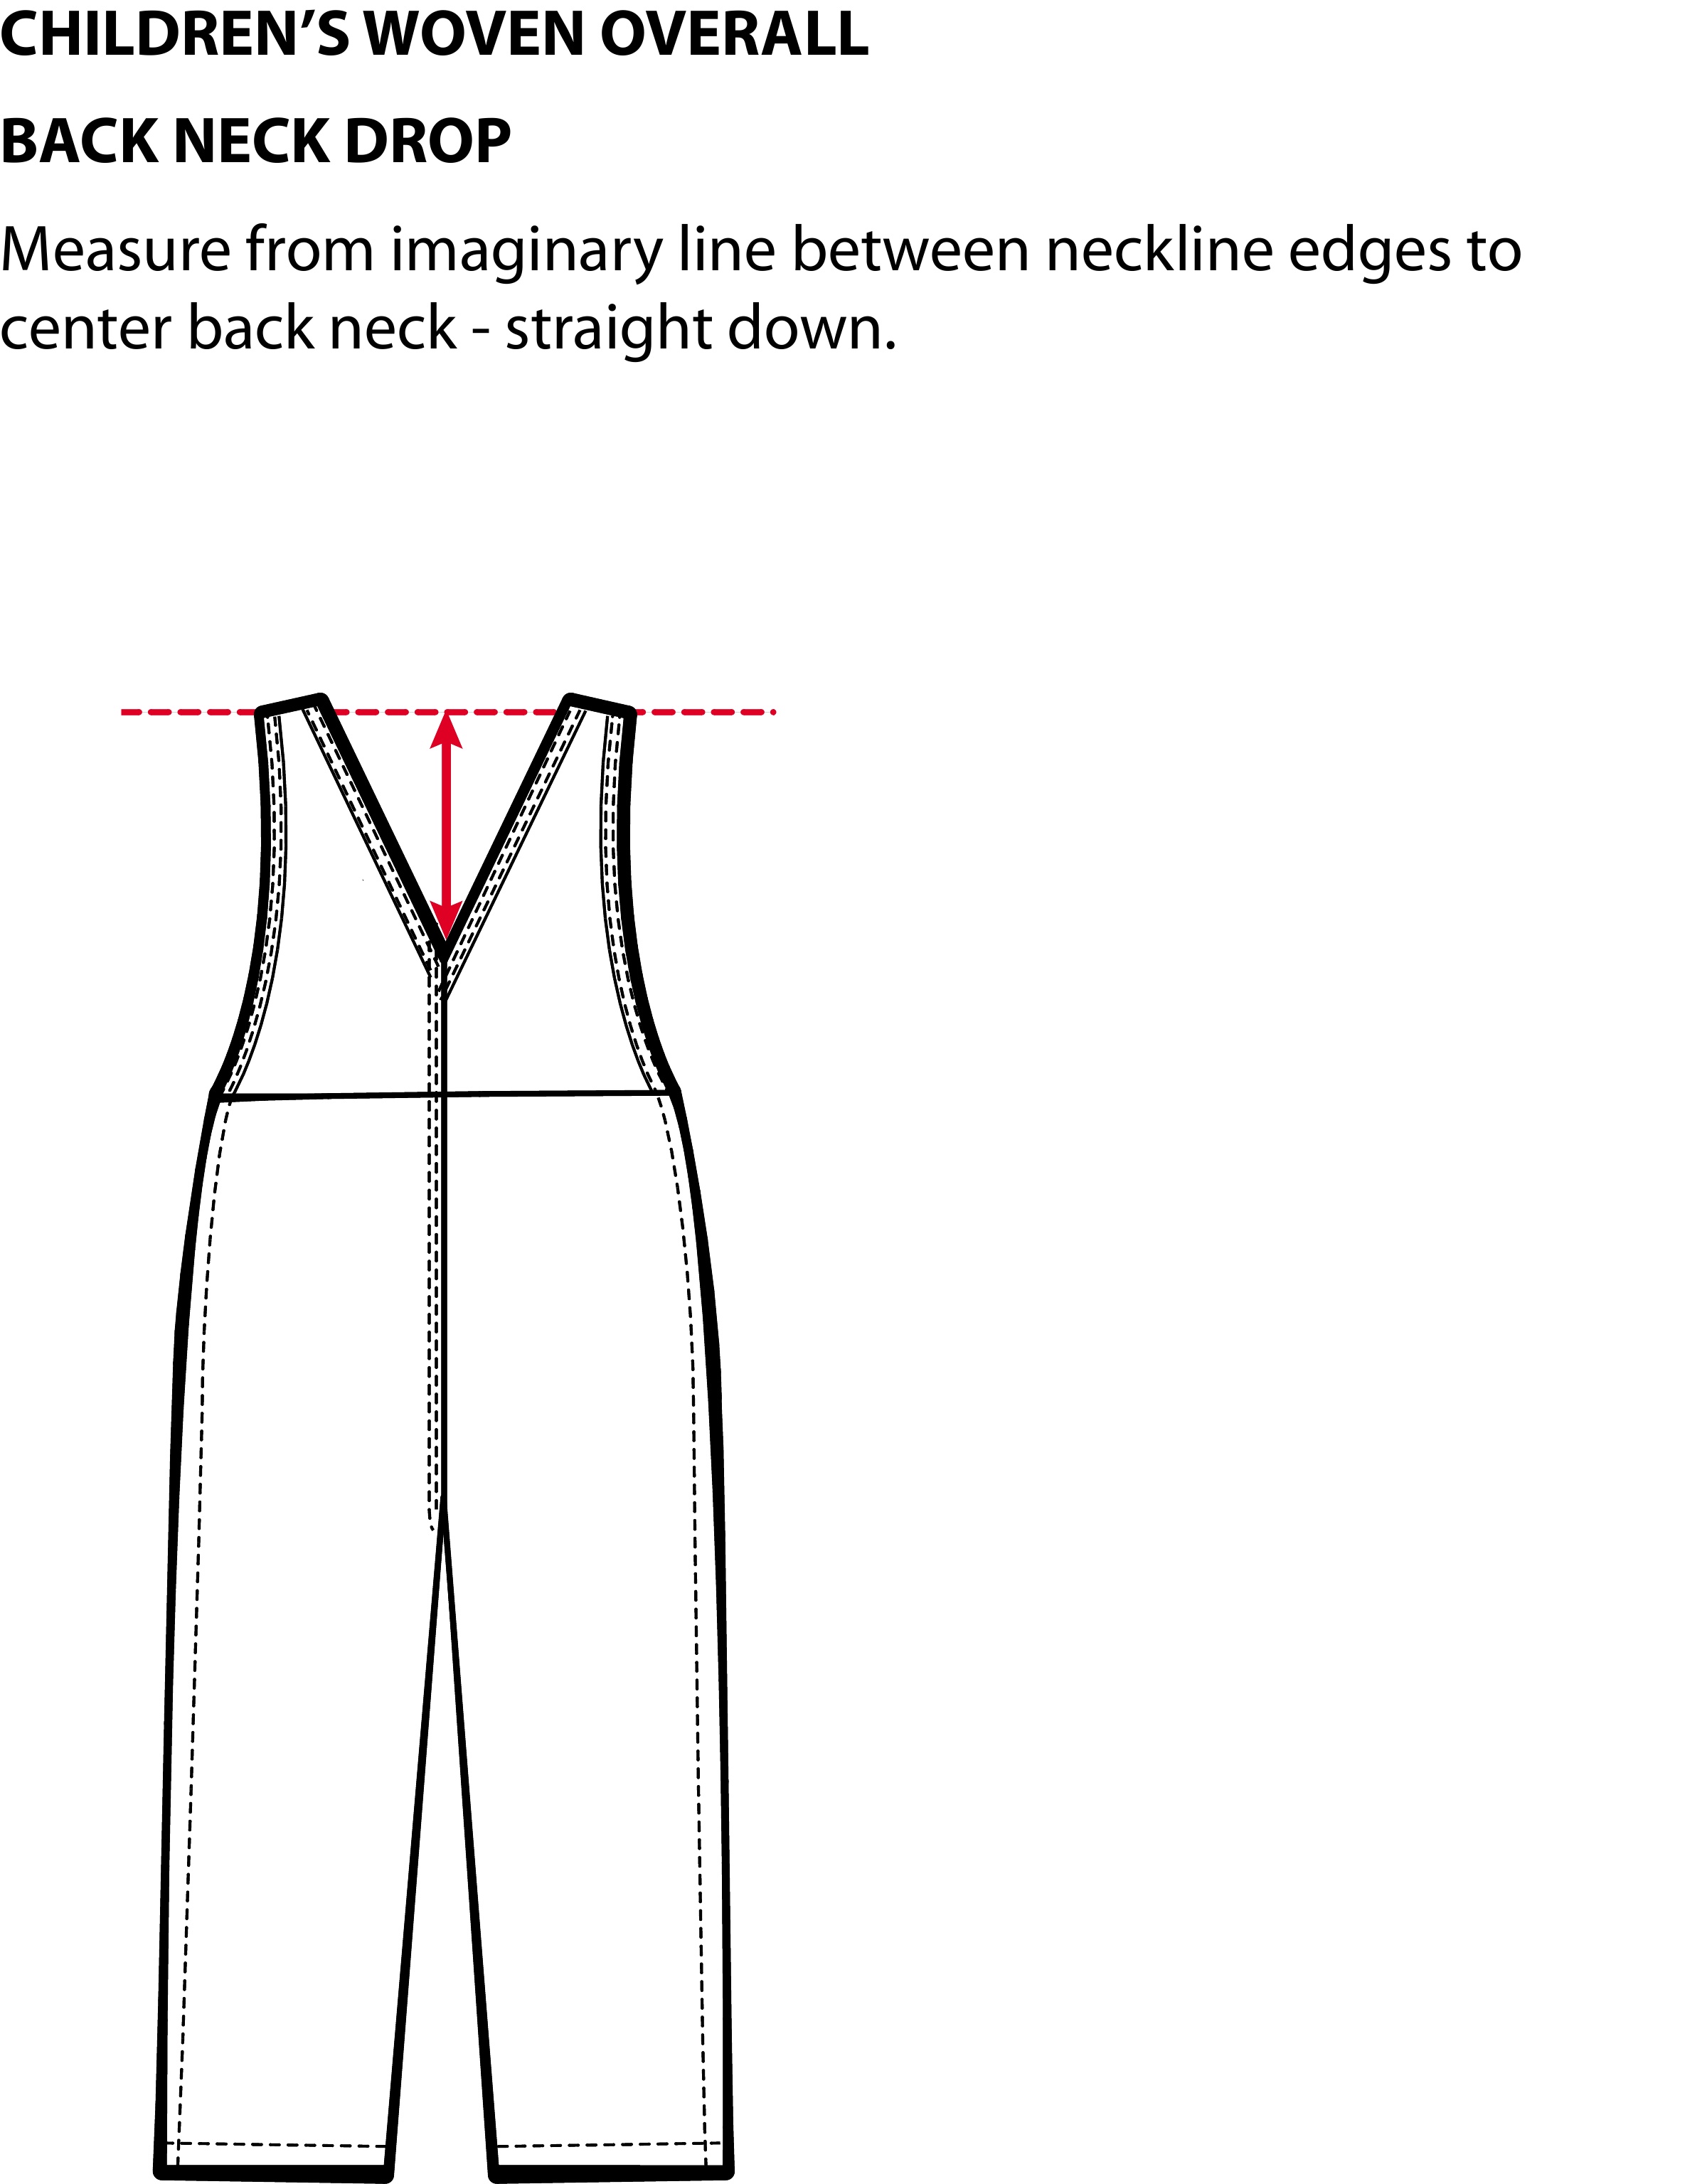 CHILDREN’S WOVEN OVERALL
BACK NECK DROP
Measure from imaginary line between neckline edges to
center back neck - straight down.